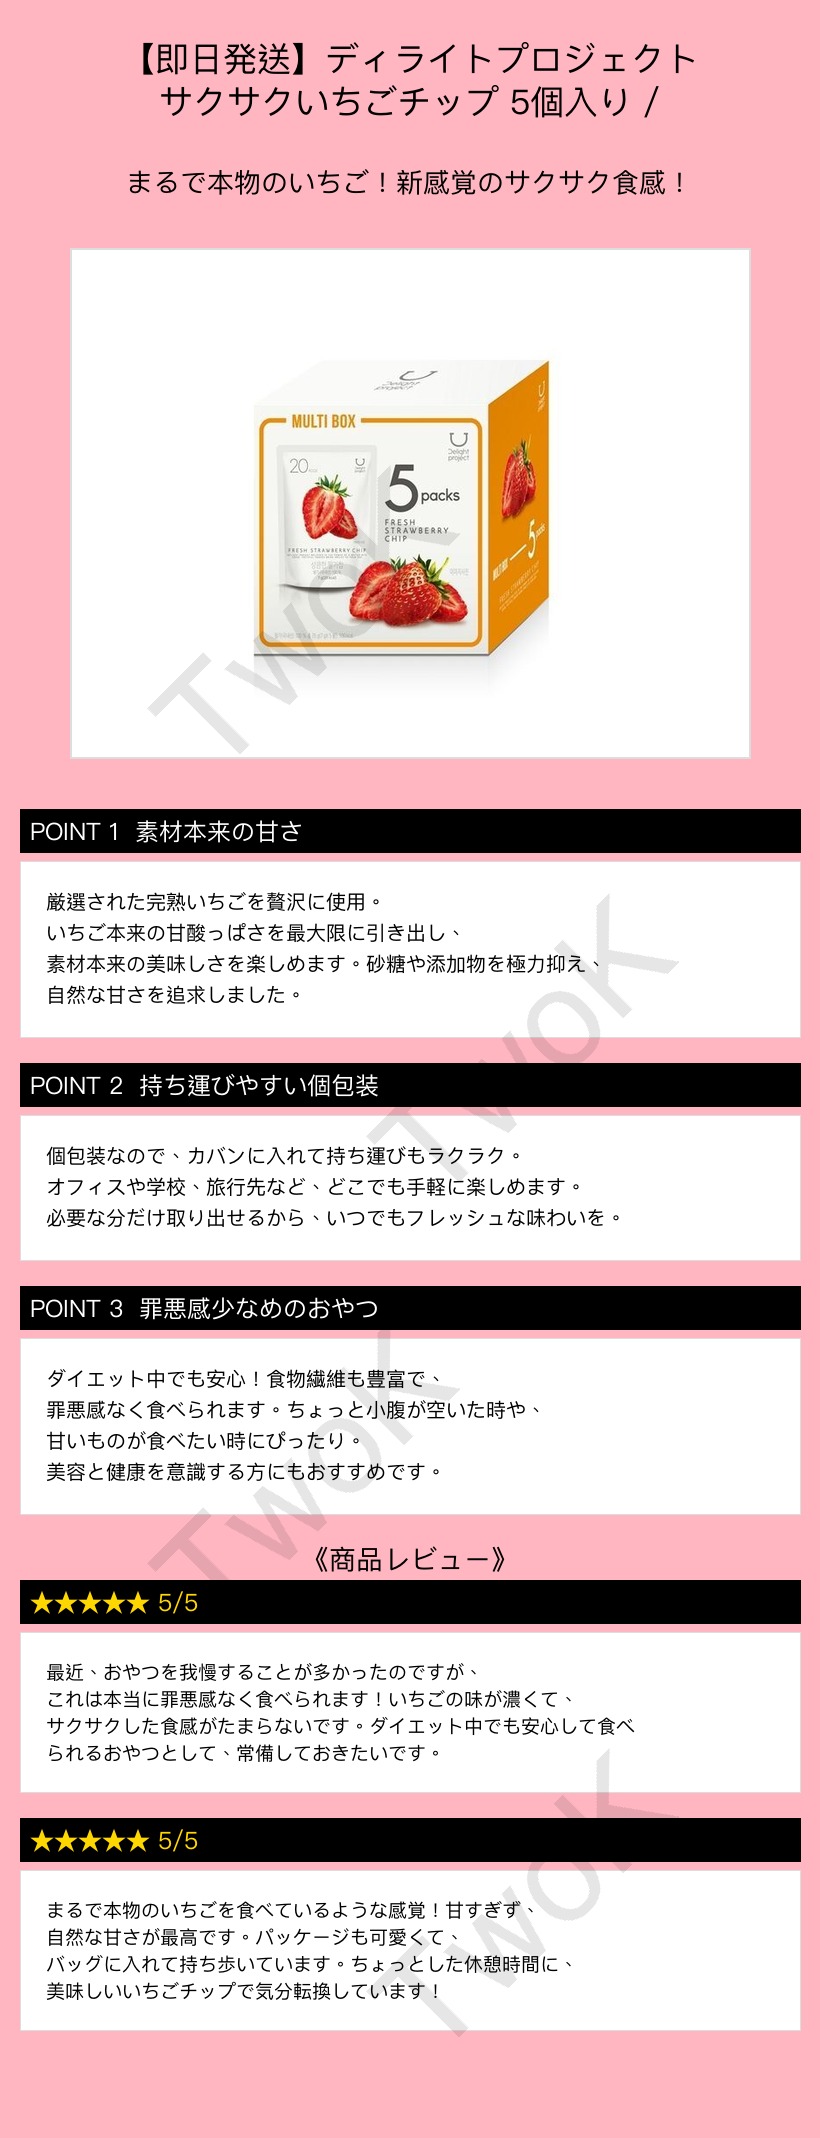 【即日発送】ディライトプロジェクト
サクサクいちごチップ 5個入り /
まるで本物のいちご！新感覚のサクサク食感！
Delight
project
MULTI BOX
20
Delight
project
5 packs
FRESH
STRAWBERRY
CHIP
FRESH STRAWBERRY CHIP
상큼한 딸기칩
MULTI BOX
5 packs
TwoK
POINT 1 素材本来の甘さ
厳選された完熟いちごを贅沢に使用。
いちご本来の甘酸っぱさを最大限に引き出し、
素材本来の美味しさを楽しめます。砂糖や添加物を極力抑え、
自然な甘さを追求しました。
TwoK
POINT 2 持ち運びやすい個包装
個包装なので、カバンに入れて持ち運びもラクラク。
オフィスや学校、旅行先など、どこでも手軽に楽しめます。
必要な分だけ取り出せるから、いつでもフレッシュな味わいを。
POINT 3 罪悪感少なめのおやつ
ダイエット中でも安心！食物繊維も豊富で、
罪悪感なく食べられます。ちょっと小腹が空いた時や、
甘いものが食べたい時にぴったり。
美容と健康を意識する方にもおすすめです。
TwoK
《商品レビュー》
★★★★★ 5/5
最近、おやつを我慢することが多かったのですが、
これは本当に罪悪感なく食べられます！いちごの味が濃くて、
サクサクした食感がたまらないです。ダイエット中でも安心して食べ
られるおやつとして、常備しておきたいです。
★★★★★ 5/5
まるで本物のいちごを食べているような感覚！甘すぎず、
自然な甘さが最高です。パッケージも可愛くて、
バッグに入れて持ち歩いています。ちょっとした休憩時間に、
美味しいいちごチップで気分転換しています！
TwoK